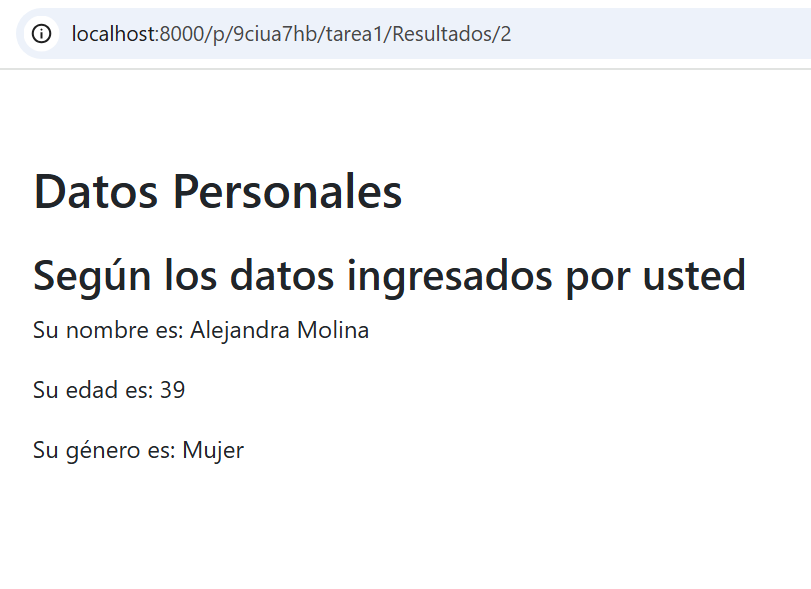 localhost:8000/p/9ciua7hb/tarea1/Resultados/2
Datos Personales
Según los datos ingresados por usted
Su nombre es: Alejandra Molina
Su edad es: 39
Su género es: Mujer